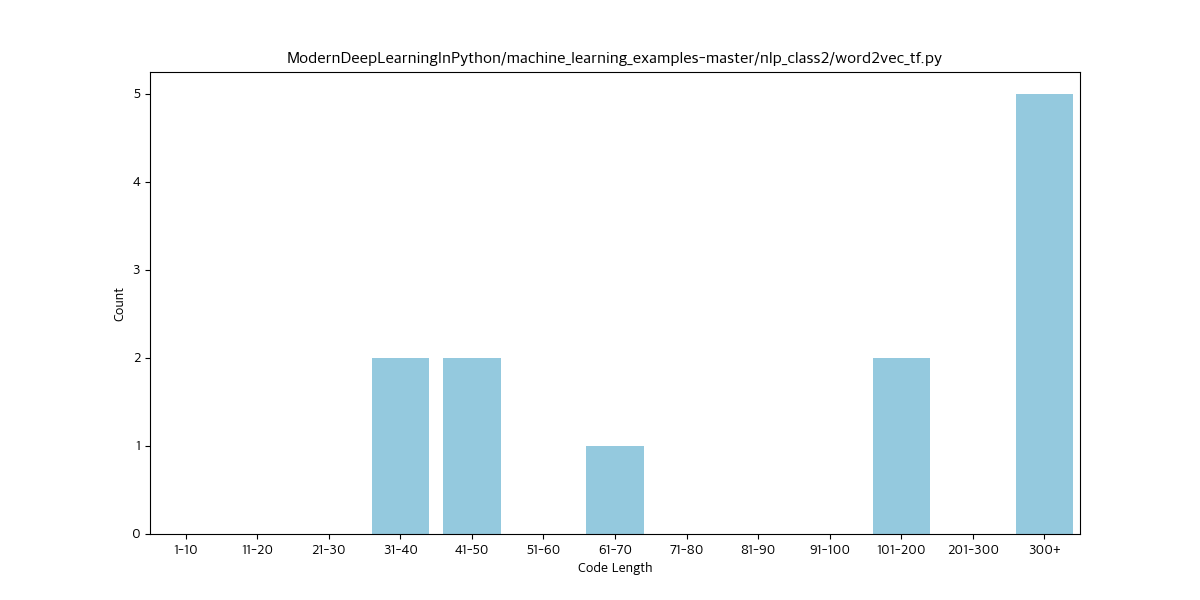 ModernDeepLearningInPython/machine_learning_examples-master/nlp_class2/word2vec_tf.py
5
4
3
2
1
0
Count
1-10 11-20 21-30 31-40 41-50 51-60 61-70 71-80 81-90 91-100 101-200 201-300 300+
Code Length